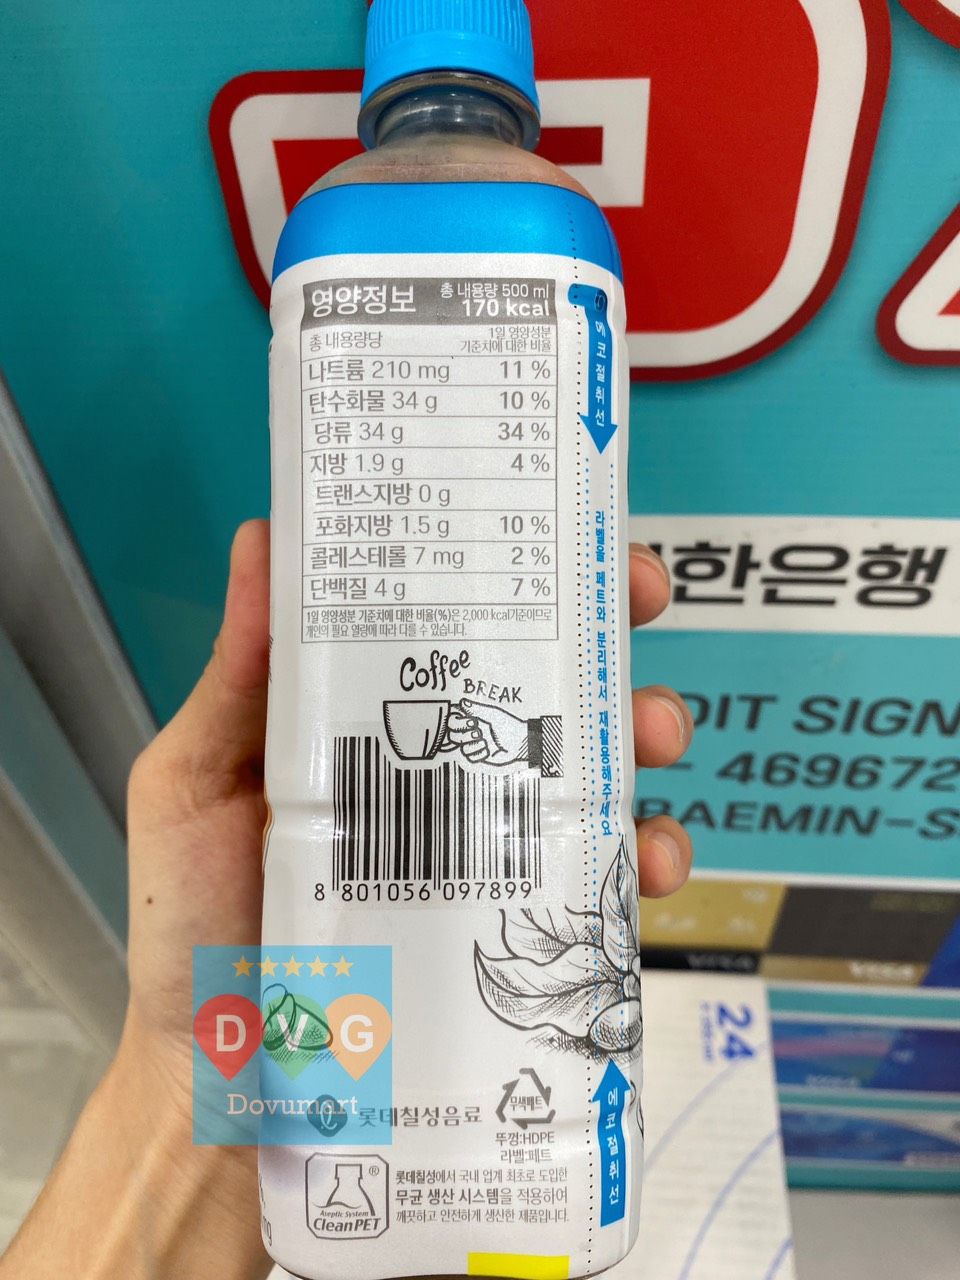 영양정보 총 내용량 500 ml
170 kcal
총 내용량당 1일 영양성분
기준치에 대한 비율
나트륨 210 mg 11 %
탄수화물 34 g 10 %
당류 34 g 34 %
지방 1.9 g 4 %
트랜스지방 0 g
포화지방 1.5 g 10 %
콜레스테롤 7 mg 2 %
단백질 4 g 7 %
1일 영양성분 기준치에 대한 비율(%)은 2,000 kcal기준이므로
개인의 필요 열량에 따라 다를 수 있습니다.
Coffee
BREAK
8 801056 097899
에코절취선
라벨을 페트와 분리해서 재활용해주세요
에코절취선
DVG
Dovumart
롯데칠성음료
무색페트
뚜껑:HDPE
라벨:페트
롯데칠성에서 국내 업계 최초로 도입한
무균 생산 시스템을 적용하여
깨끗하고 안전하게 생산한 제품입니다.
®
Aseptic System
CleanPET
한은행
DIT SIGN
- 469672
BAEMIN-S
24